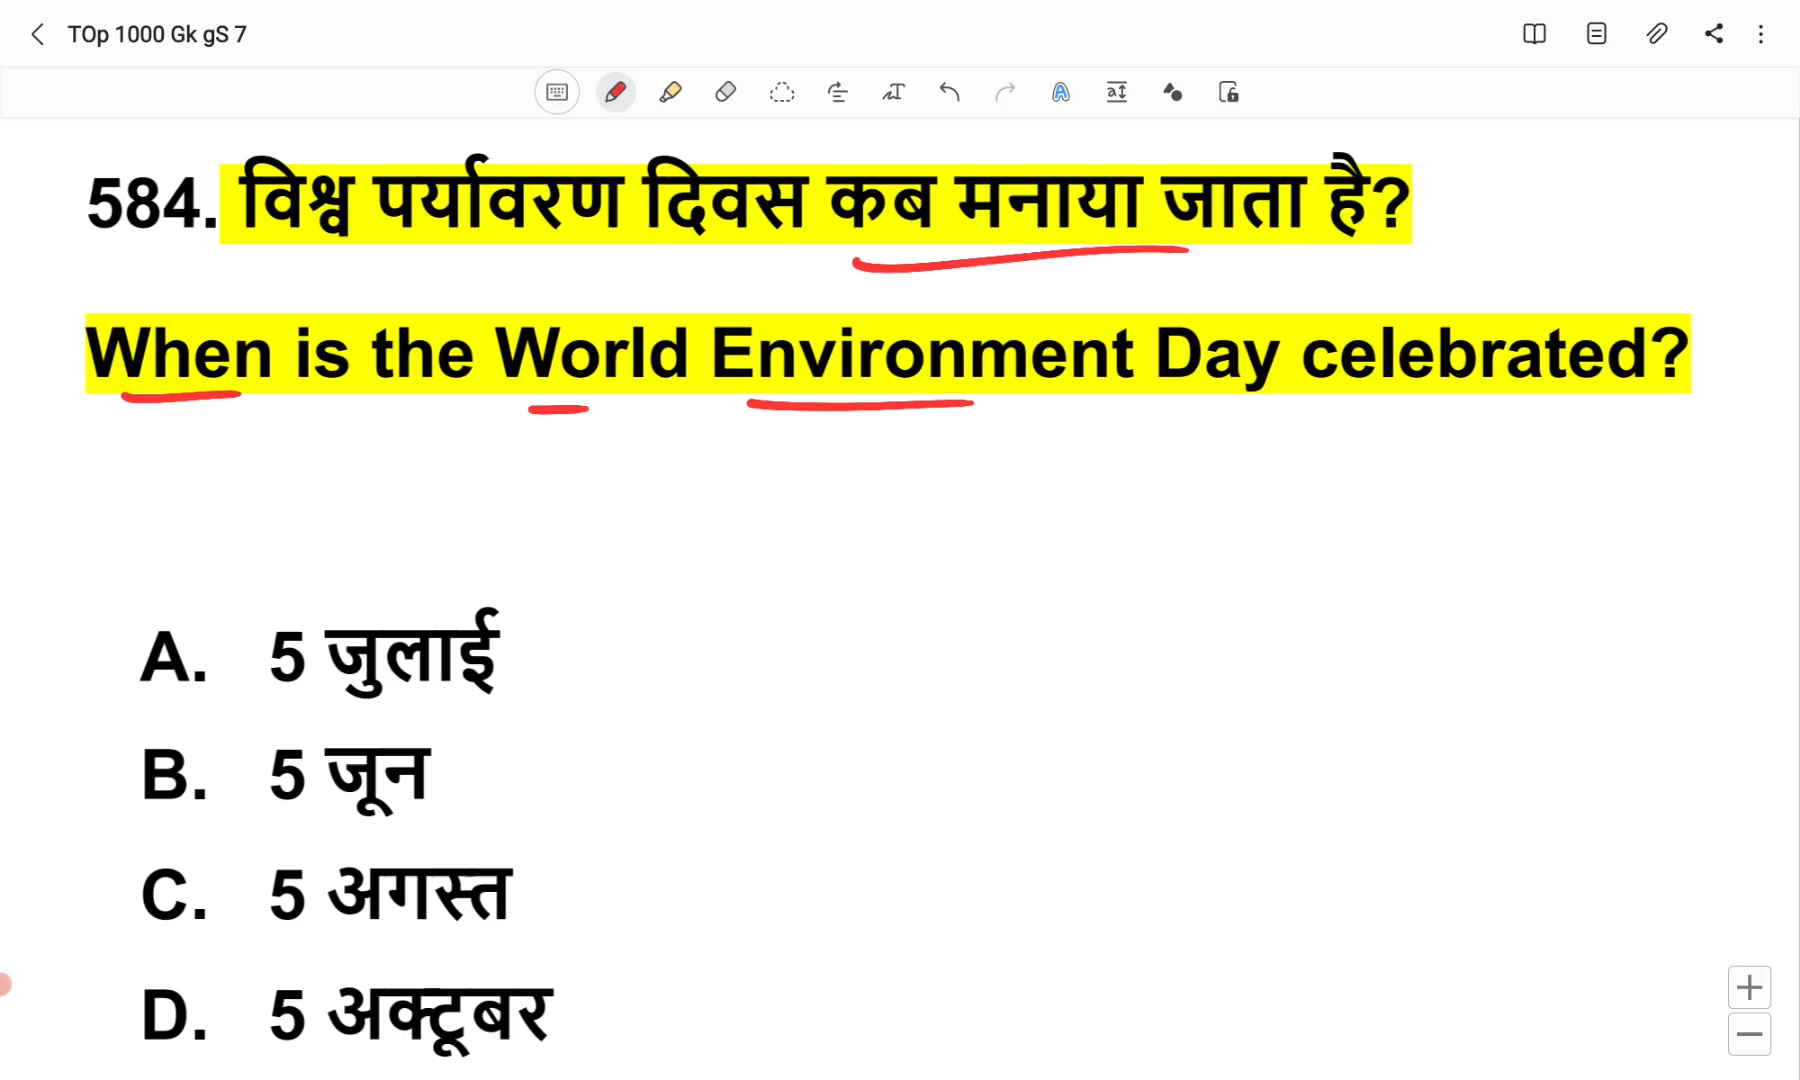 TOp 1000 Gk gS 7
584. विश्व पर्यावरण दिवस कब मनाया जाता है?
When is the World Environment Day celebrated?
A. 5 जुलाई
B. 5 जून
C. 5 अगस्त
D. 5 अक्टूबर